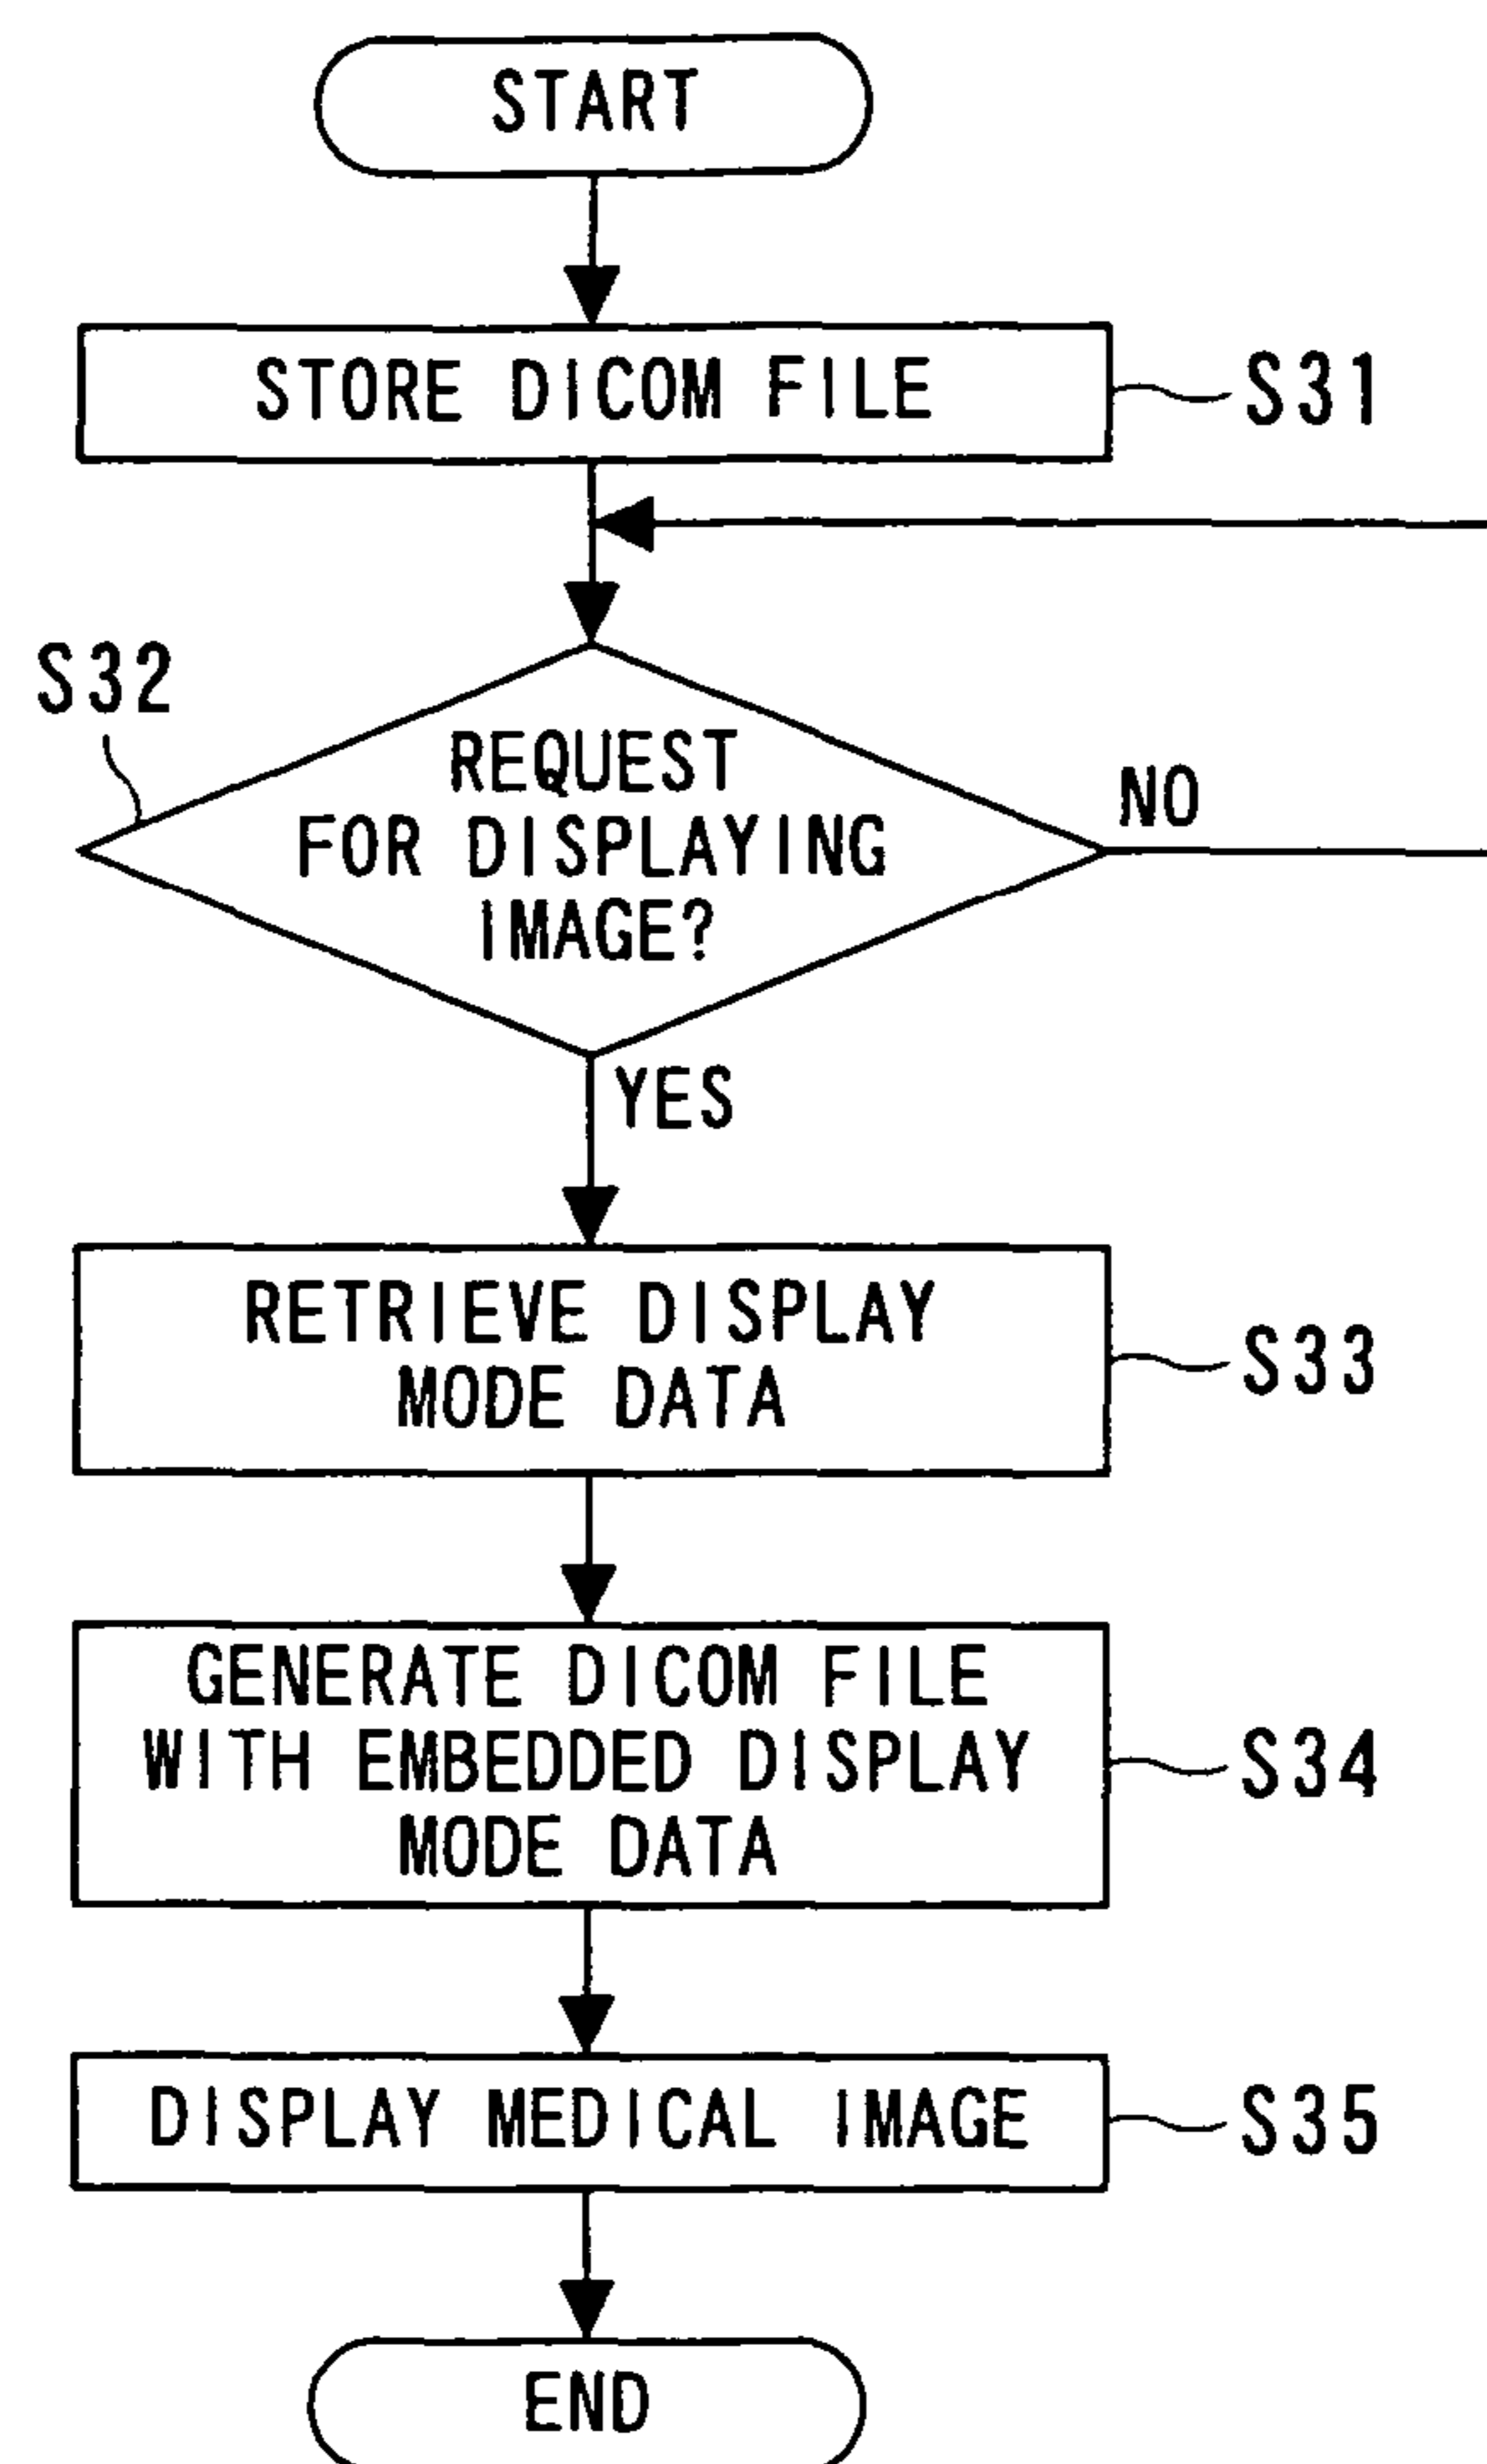 START
STORE DICOM FILE
S31
S32
REQUEST
FOR DISPLAYING
IMAGE?
NO
YES
RETRIEVE DISPLAY
MODE DATA
S33
GENERATE DICOM FILE
WITH EMBEDDED DISPLAY
MODE DATA
S34
DISPLAY MEDICAL IMAGE
S35
END